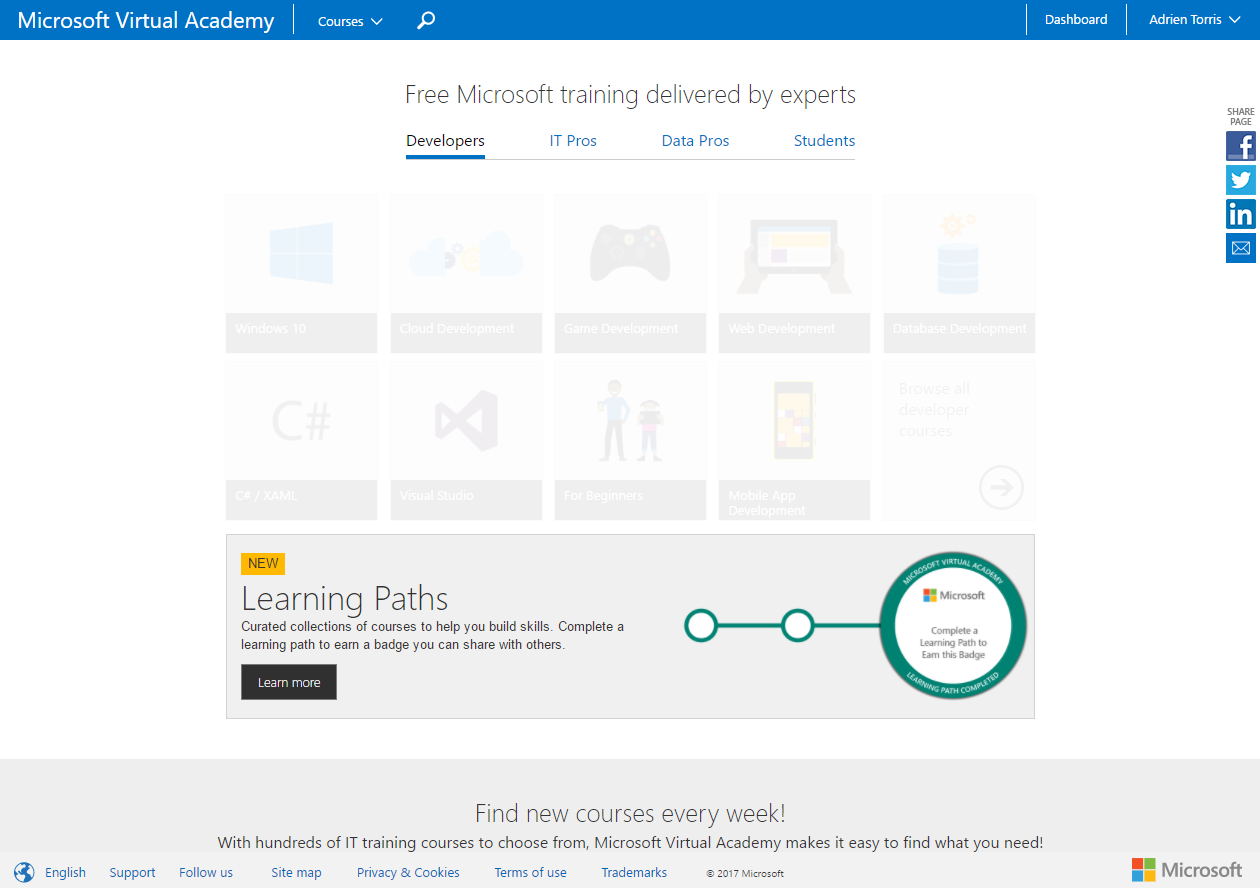 Microsoft Virtual Academy
Courses
Dashboard
Adrien Torris
Free Microsoft training delivered by experts
SHARE
PAGE
Developers
IT Pros
Data Pros
Students
Windows 10
Cloud Development
Game Development
Web Development
Database Development
C#
Browse all
developer
courses
C# / XAML
Visual Studio
For Beginners
Mobile App
Development
NEW
Learning Paths
Curated collections of courses to help you build skills. Complete a
learning path to earn a badge you can share with others.
Learn more
MICROSOFT VIRTUAL ACADEMY
Microsoft
Complete a
Learning Path to
Earn this Badge
LEARNING PATH COMPLETED
Find new courses every week!
With hundreds of IT training courses to choose from, Microsoft Virtual Academy makes it easy to find what you need!
English
Support
Follow us
Site map
Privacy & Cookies
Terms of use
Trademarks
© 2017 Microsoft
Microsoft